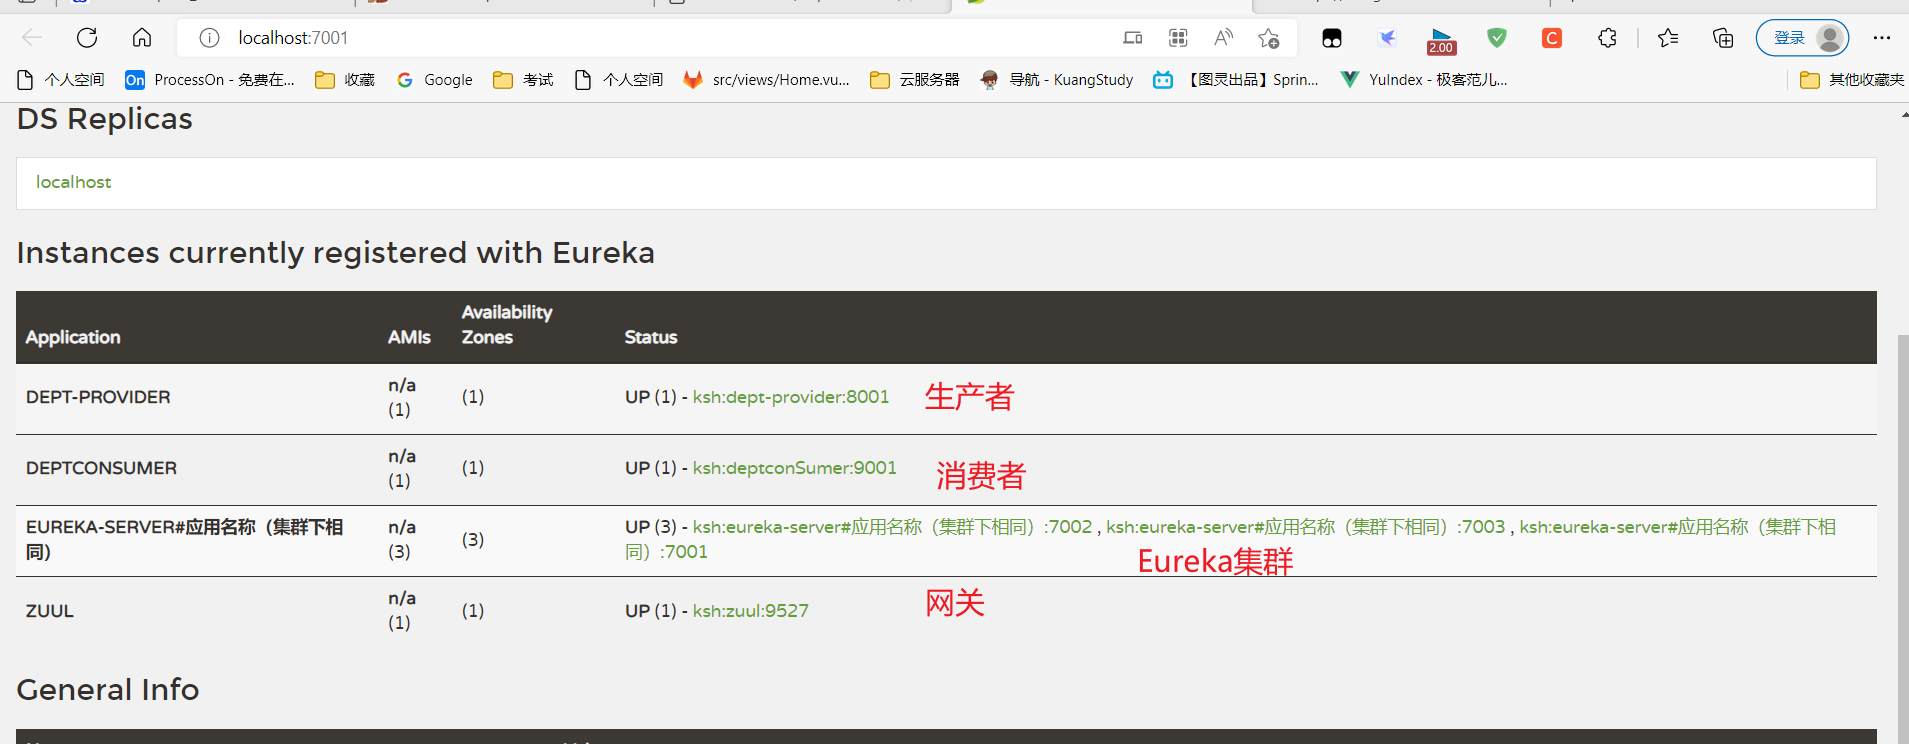 localhost:7001
2.00
C
登录
个人空间
On ProcessOn - 免费在...
收藏
Google
考试
个人空间
src/views/Home.vu...
云服务器
导航 - KuangStudy
【图灵出品】Sprin...
YuIndex - 极客范儿...
其他收藏夹
DS Replicas
localhost
Instances currently registered with Eureka
Application AMIs Availability Zones Status
DEPT-PROVIDER n/a (1) (1) UP (1) - ksh:dept-provider:8001 生产者
DEPTCONSUMER n/a (1) (1) UP (1) - ksh:deptconSumer:9001 消费者
EUREKA-SERVER#应用名称（集群下相同） n/a (3) (3) UP (3) - ksh:eureka-server#应用名称（集群下相同）:7002 , ksh:eureka-server#应用名称（集群下相同）:7003 , ksh:eureka-server#应用名称（集群下相同）:7001
Eureka集群
ZUUL n/a (1) (1) UP (1) - ksh:zuul:9527 网关
General Info